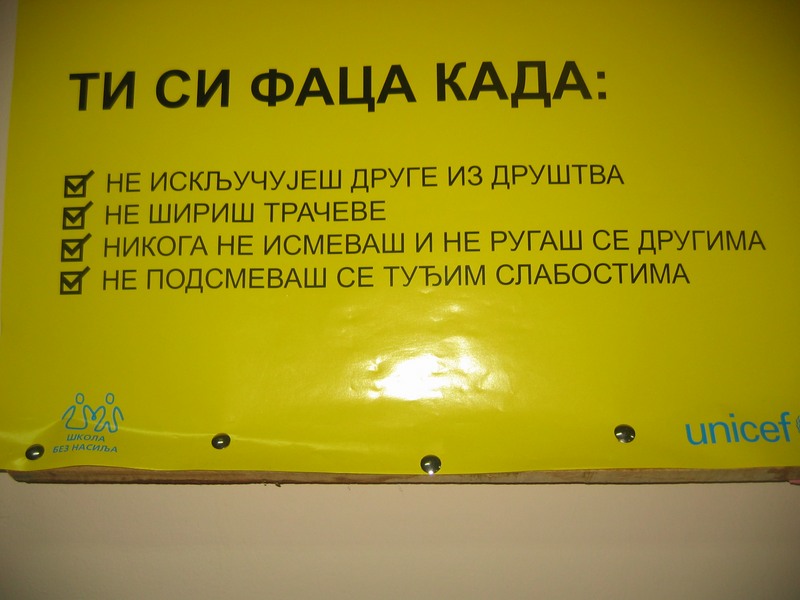 ТИ СИ ФАЦА КАДА:
НЕ ИСКЉУЧУЈЕШ ДРУГЕ ИЗ ДРУШТВА
НЕ ШИРИШ ТРАЧЕВЕ
НИКОГА НЕ ИСМЕВАШ И НЕ РУГАШ СЕ ДРУГИМА
НЕ ПОДСМЕВАШ СЕ ТУЂИМ СЛАБОСТИМА
ШКОЛА
БЕЗ НАСИЉА
unicef